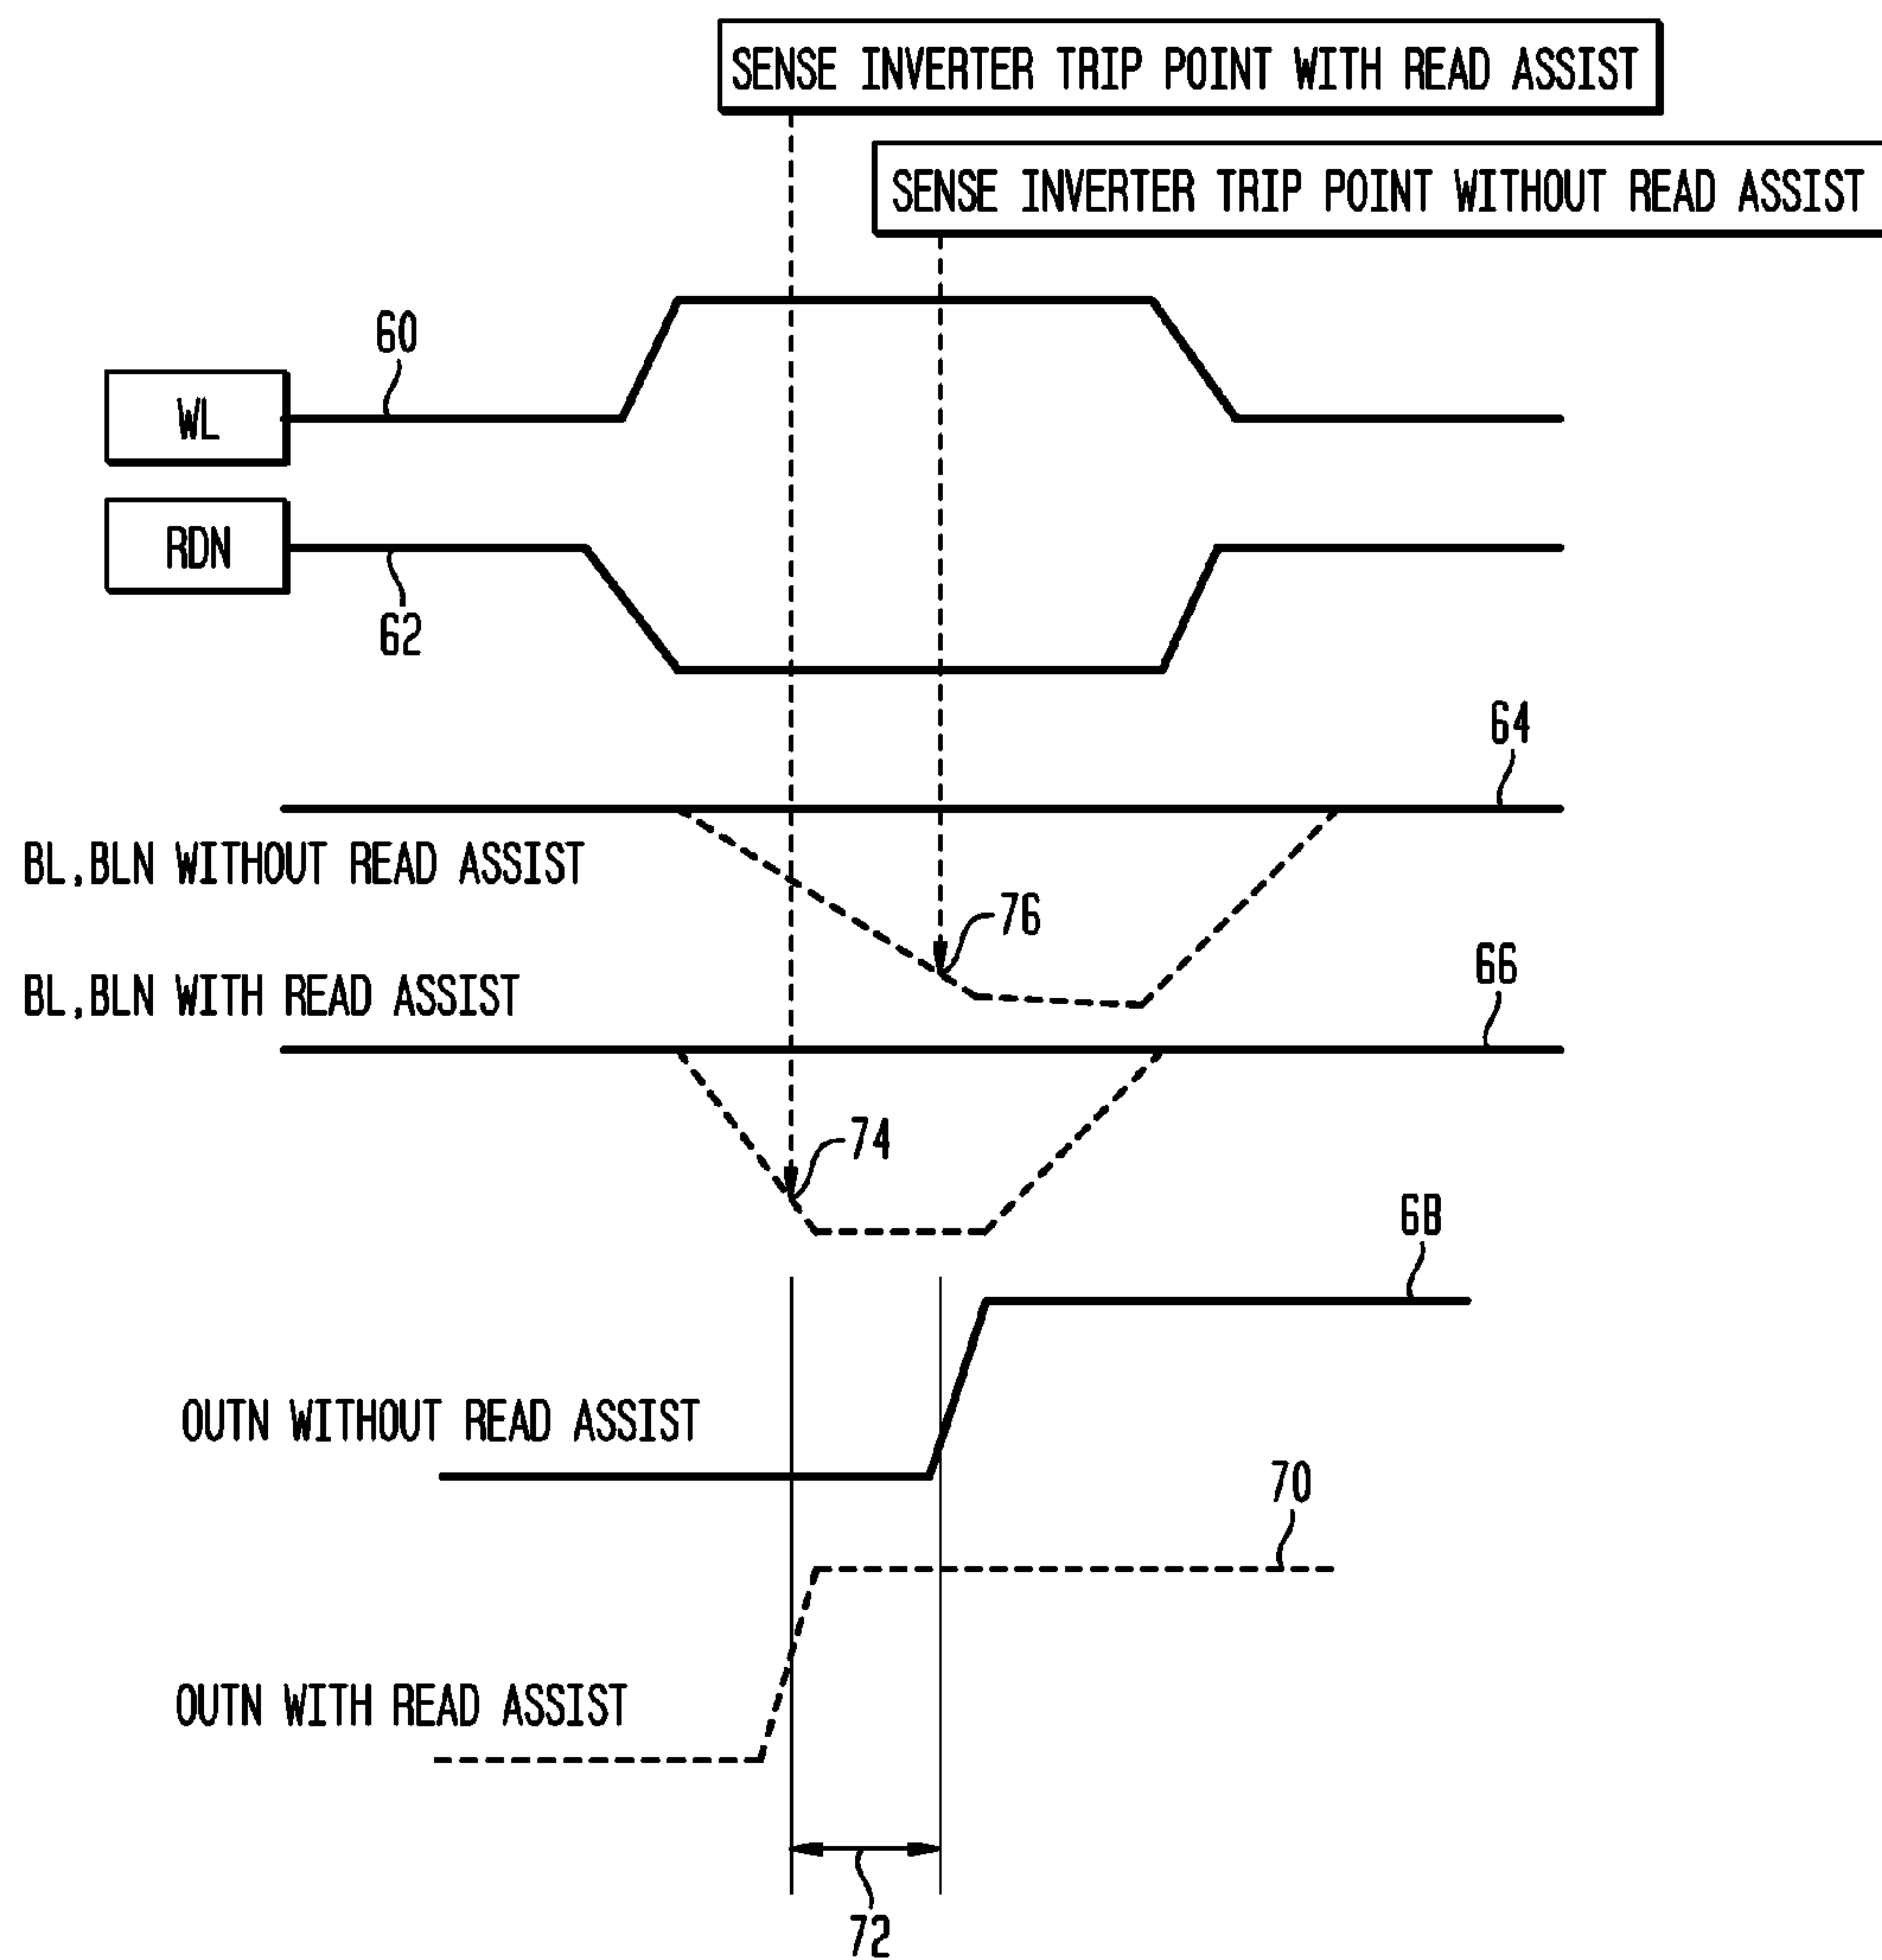 SENSE INVERTER TRIP POINT WITH READ ASSIST
SENSE INVERTER TRIP POINT WITHOUT READ ASSIST
60
WL
RDN
62
64
BL,BLN WITHOUT READ ASSIST
76
66
BL,BLN WITH READ ASSIST
74
68
OUTN WITHOUT READ ASSIST
70
OUTN WITH READ ASSIST
72